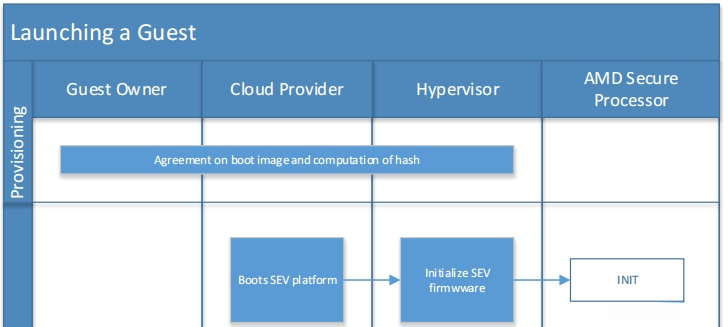 Launching a Guest
Guest Owner
Cloud Provider
Hypervisor
AMD Secure
Processor
Provisioning
Agreement on boot image and computation of hash
Boots SEV platform
Initialize SEV
firmwware
INIT